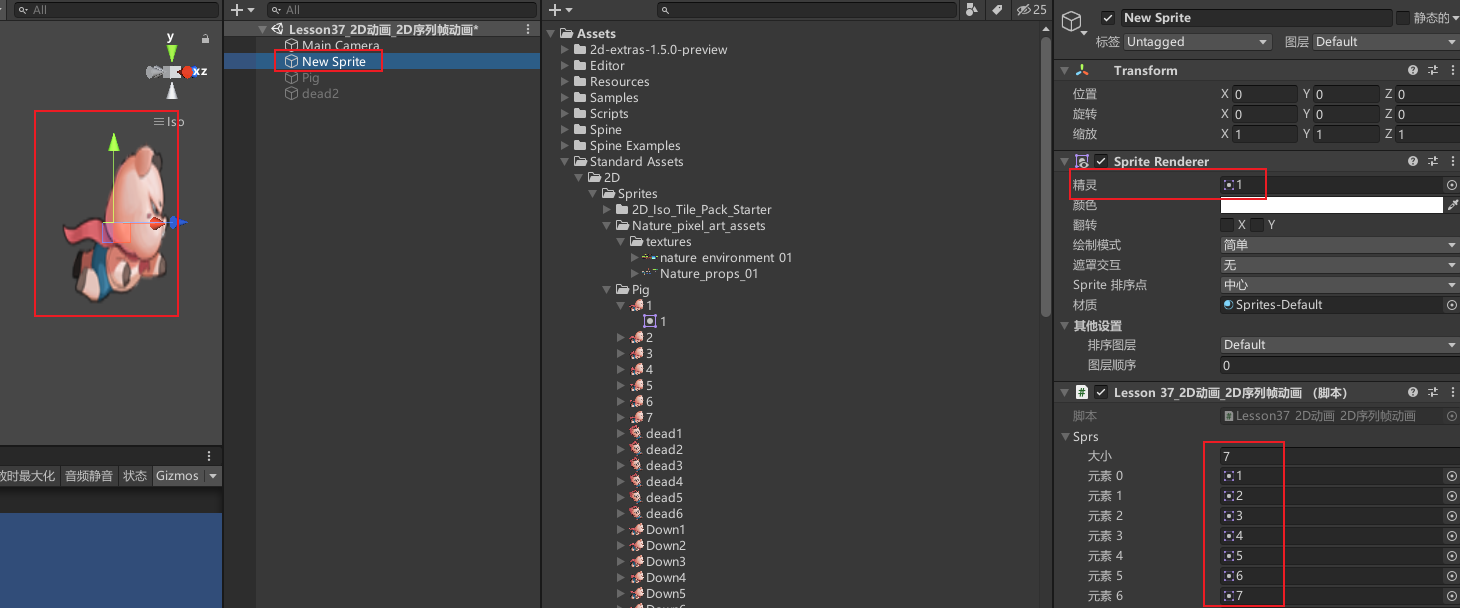 All
y
x z
Iso
放时最大化 音频静音 状态 Gizmos
All
Lesson37_2D动画_2D序列帧动画*
Main Camera
New Sprite
Pig
dead2
25
Assets
2d-extras-1.5.0-preview
Editor
Resources
Samples
Scripts
Spine
Spine Examples
Standard Assets
2D
Sprites
2D_Iso_Tile_Pack_Starter
Nature_pixel_art_assets
textures
nature environment 01
Nature_props_01
Pig
1
1
2
3
4
5
6
7
dead1
dead2
dead3
dead4
dead5
dead6
Down1
Down2
Down3
Down4
Down5
New Sprite 静态的
标签 Untagged 图层 Default
Transform
位置 X 0 Y 0 Z 0
旋转 X 0 Y 0 Z 0
缩放 X 1 Y 1 Z 1
Sprite Renderer
精灵 1
颜色
翻转 X Y
绘制模式 简单
遮罩交互 无
Sprite 排序点 中心
材质 Sprites-Default
其他设置
排序图层 Default
图层顺序 0
# Lesson 37_2D动画_2D序列帧动画 （脚本）
脚本 # Lesson37 2D动画 2D序列帧动画
Sprs
大小 7
元素 0 1
元素 1 2
元素 2 3
元素 3 4
元素 4 5
元素 5 6
元素 6 7